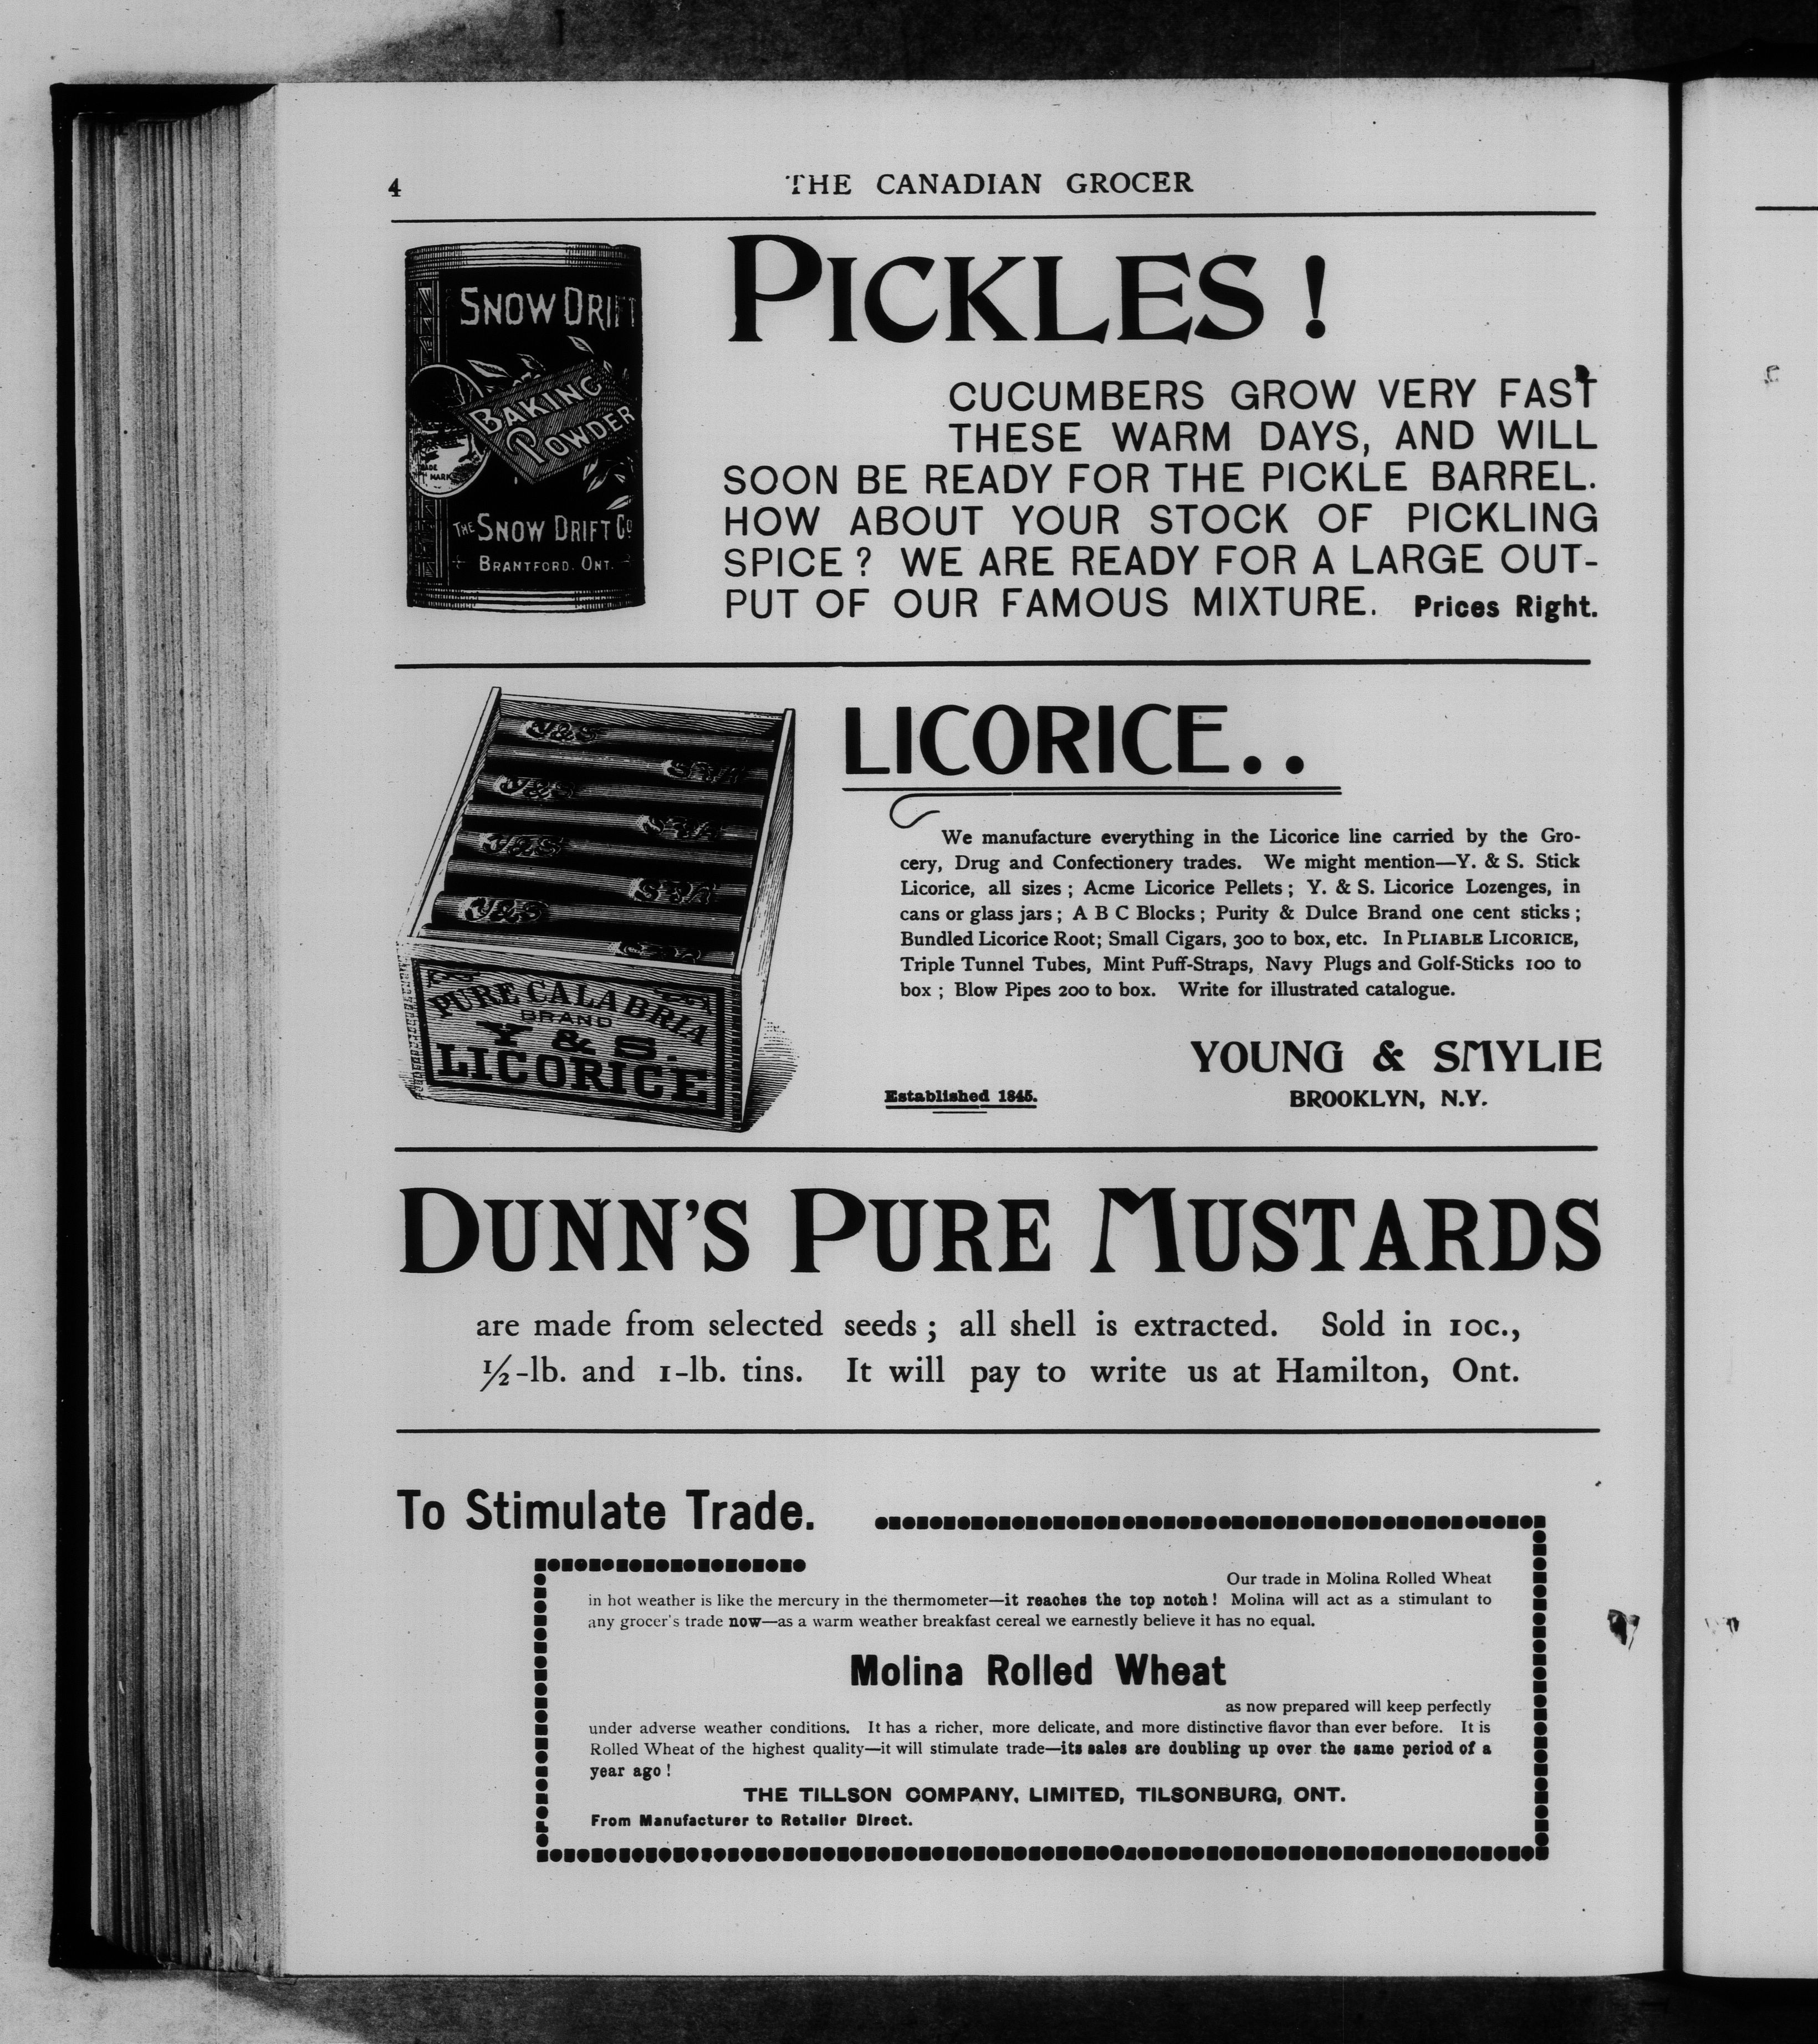 4
THE CANADIAN GROCER
SNOW DRIFT
BAKING
POWDER
TRADE
MARK
THE SNOW DRIFT CO
BRANTFORD. ONT.
PICKLES!
CUCUMBERS GROW VERY FAST
THESE WARM DAYS, AND WILL
SOON BE READY FOR THE PICKLE BARREL.
HOW ABOUT YOUR STOCK OF PICKLING
SPICE? WE ARE READY FOR A LARGE OUT-
PUT OF OUR FAMOUS MIXTURE. Prices Right.
Y&S
Y&S
Y&S
Y&S
Y&S
Y&S
Y&S
PURE CALABRIA
BRAND
Y & S.
LICORICE
LICORICE..
We manufacture everything in the Licorice line carried by the Gro-
cery, Drug and Confectionery trades. We might mention—Y. & S. Stick
Licorice, all sizes; Acme Licorice Pellets; Y. & S. Licorice Lozenges, in
cans or glass jars; A B C Blocks; Purity & Dulce Brand one cent sticks;
Bundled Licorice Root; Small Cigars, 300 to box, etc. In PLIABLE LICORICE,
Triple Tunnel Tubes, Mint Puff-Straps, Navy Plugs and Golf-Sticks 100 to
box; Blow Pipes 200 to box. Write for illustrated catalogue.
YOUNG & SMYLIE
Established 1845.
BROOKLYN, N.Y.
DUNN'S PURE MUSTARDS
are made from selected seeds; all shell is extracted. Sold in 10c.,
½-lb. and 1-lb. tins. It will pay to write us at Hamilton, Ont.
To Stimulate Trade.
Our trade in Molina Rolled Wheat
in hot weather is like the mercury in the thermometer—it reaches the top notch! Molina will act as a stimulant to
any grocer's trade now—as a warm weather breakfast cereal we earnestly believe it has no equal.
Molina Rolled Wheat
as now prepared will keep perfectly
under adverse weather conditions. It has a richer, more delicate, and more distinctive flavor than ever before. It is
Rolled Wheat of the highest quality—it will stimulate trade—its sales are doubling up over the same period of a
year ago!
THE TILLSON COMPANY, LIMITED, TILSONBURG, ONT.
From Manufacturer to Retailer Direct.